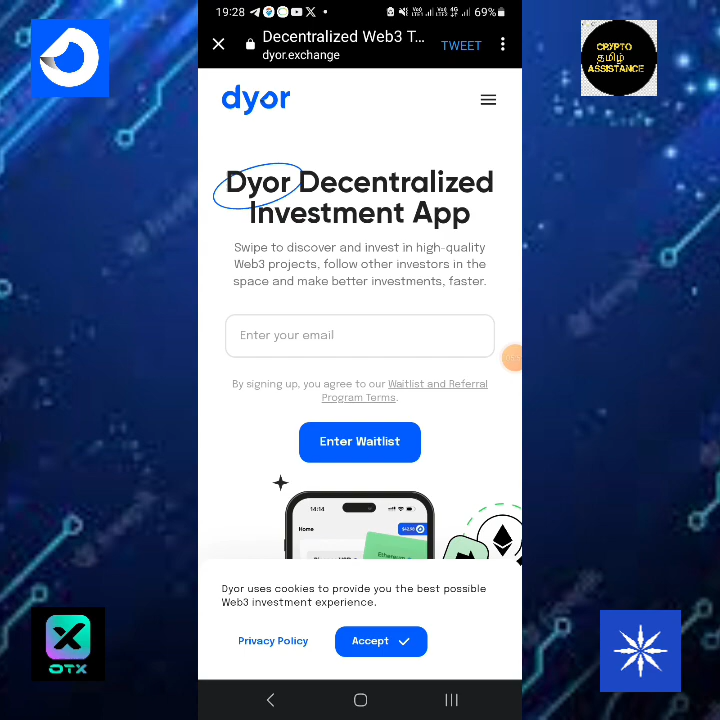 19:28
69%
Decentralized Web3 T...
dyor.exchange
TWEET
CRYPTO
தமிழ்
ASSISTANCE
dyor
Dyor Decentralized
Investment App
Swipe to discover and invest in high-quality
Web3 projects, follow other investors in the
space and make better investments, faster.
Enter your email
By signing up, you agree to our Waitlist and Referral
Program Terms.
Enter Waitlist
14:14
Home
Dyor uses cookies to provide you the best possible
Web3 investment experience.
Privacy Policy
Accept
OTX